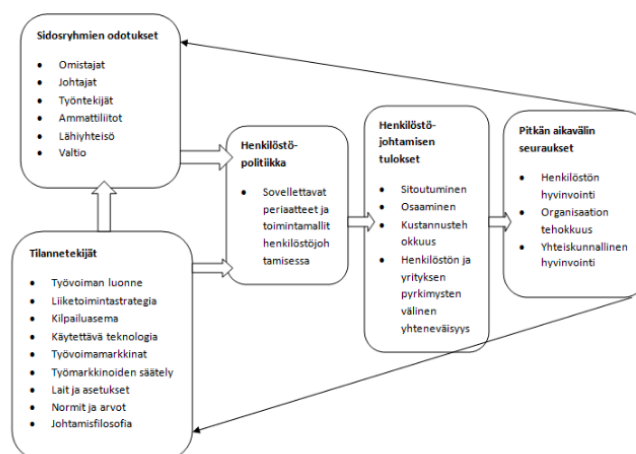 Sidosryhmien odotukset
Omistajat
Johtajat
Työntekijät
Ammattiliitot
Lähiyhteisö
Valtio
Tilannetekijät
Työvoiman luonne
Liiketoimintastrategia
Kilpailuasema
Käytettävä teknologia
Työvoimamarkkinat
Työmarkkinoiden säätely
Lait ja asetukset
Normit ja arvot
Johtamisfilosofia
Henkilöstö-
politiikka
Sovellettavat
periaatteet ja
toimintamallit
henkilöstöjoh
tamisessa
Henkilöstö-
johtamisen
tulokset
Sitoutuminen
Osaaminen
Kustannusteh
okkuus
Henkilöstön ja
yrityksen
pyrkimysten
välinen
yhteneväisyys
Pitkän aikavälin
seuraukset
Henkilöstön
hyvinvointi
Organisaation
tehokkuus
Yhteiskunnallinen
hyvinvointi